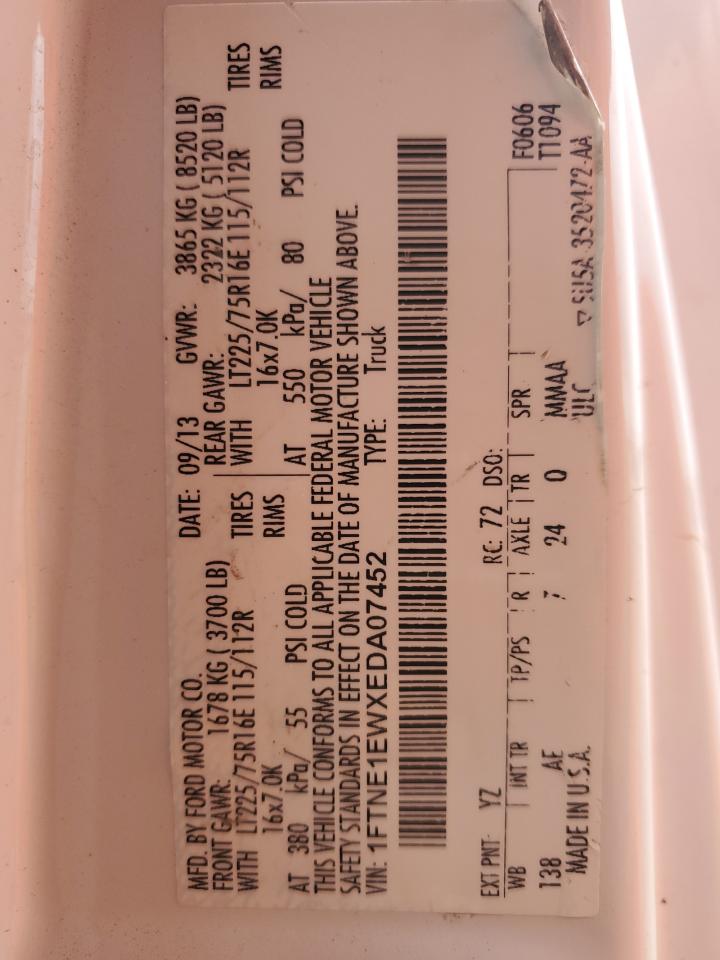 MFD. BY FORD MOTOR CO. DATE: 09/13 GVWR: 3865 KG ( 8520 LB)
FRONT GAWR: 1678 KG ( 3700 LB) REAR GAWR: 2322 KG ( 5120 LB)
WITH LT225/75R16E 115/112R TIRES WITH LT225/75R16E 115/112R TIRES
16x7.0K RIMS 16x7.0K RIMS
AT 380 kPa/ 55 PSI COLD AT 550 kPa/ 80 PSI COLD
THIS VEHICLE CONFORMS TO ALL APPLICABLE FEDERAL MOTOR VEHICLE
SAFETY STANDARDS IN EFFECT ON THE DATE OF MANUFACTURE SHOWN ABOVE.
VIN: 1FTNE1EWXEDA07452 TYPE: Truck
EXT PNT: YZ RC: 72 DSO:
WB INT TR TP/PS R AXLE TR SPR F0606
138 AE 7 24 0 MMAA T1094
MADE IN U.S.A. ULC 3520472-AA